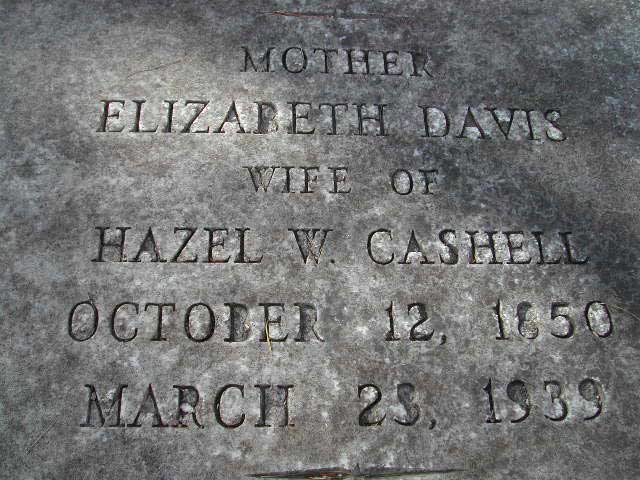 MOTHER
ELIZABETH DAVIS
WIFE OF
HAZEL W. CASHELL
OCTOBER 12, 1850
MARCH 28, 1939